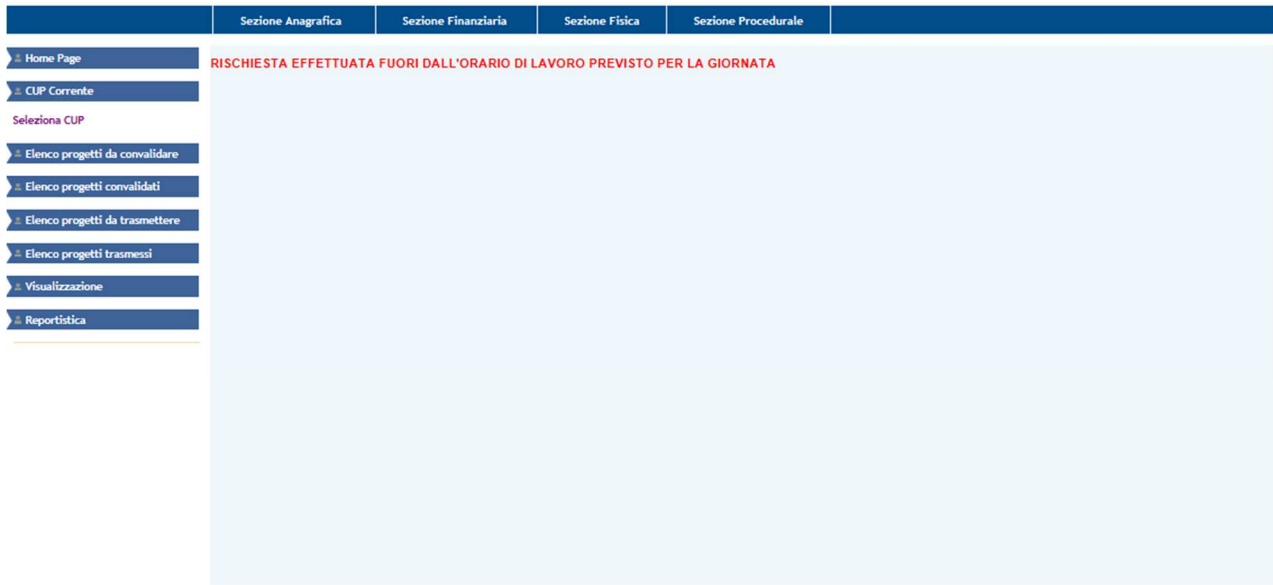 Sezione Anagrafica Sezione Finanziaria Sezione Fisica Sezione Procedurale
Home Page
RISCHIESTA EFFETTUATA FUORI DALL'ORARIO DI LAVORO PREVISTO PER LA GIORNATA
CUP Corrente
Seleziona CUP
Elenco progetti da convalidare
Elenco progetti convalidati
Elenco progetti da trasmettere
Elenco progetti trasmessi
Visualizzazione
Reportistica